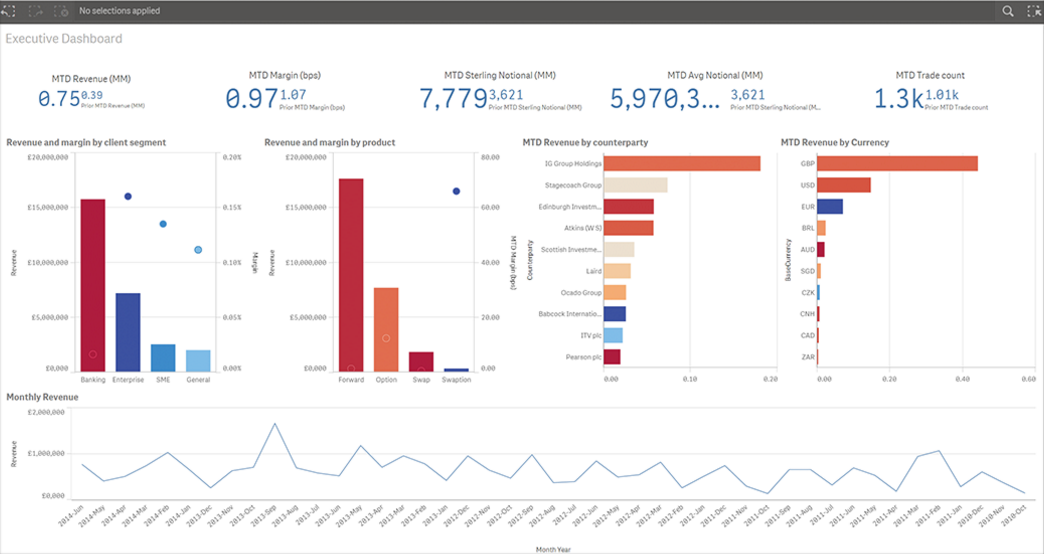 No selections applied
Executive Dashboard
MTD Revenue (MM)
0.75 0.39
Prior MTD Revenue (MM)
MTD Margin (bps)
0.97 1.07
Prior MTD Margin (bps)
MTD Sterling Notional (MM)
7,779 3,621
Prior MTD Sterling Notional (MM)
MTD Avg Notional (MM)
5,970,3... 3,621
Prior MTD Sterling Notional (M...
MTD Trade count
1.3k 1.01k
Prior MTD Trade count
Revenue and margin by client segment
£20,000,000
£15,000,000
£10,000,000
£5,000,000
£0,000
Revenue
0.20%
0.15%
0.10%
0.05%
0.00%
Margin
Banking Enterprise SME General
Revenue and margin by product
£20,000,000
£15,000,000
£10,000,000
£5,000,000
£0,000
Revenue
80.00
60.00
40.00
20.00
0.00
MTD Margin (bps)
Forward Option Swap Swaption
MTD Revenue by counterparty
Counterparty
IG Group Holdings
Stagecoach Group
Edinburgh Investm...
Atkins (W S)
Scottish Investme...
Laird
Ocado Group
Babcock Internatio...
ITV plc
Pearson plc
0.00 0.10 0.20
MTD Revenue by Currency
BaseCurrency
GBP
USD
EUR
BRL
AUD
SGD
CZK
CNH
CAD
ZAR
0.00 0.20 0.40 0.60
Monthly Revenue
£2,000,000
£1,000,000
£0,000
Revenue
2014-Jun
2014-May
2014-Apr
2014-Mar
2014-Feb
2014-Jan
2013-Dec
2013-Nov
2013-Oct
2013-Sep
2013-Aug
2013-Jul
2013-Jun
2013-May
2013-Apr
2013-Mar
2013-Feb
2013-Jan
2012-Dec
2012-Nov
2012-Oct
2012-Sep
2012-Aug
2012-Jul
2012-Jun
2012-May
2012-Apr
2012-Mar
2012-Feb
2012-Jan
2011-Dec
2011-Nov
2011-Oct
2011-Sep
2011-Aug
2011-Jul
2011-Jun
2011-May
2011-Apr
2011-Mar
2011-Feb
2011-Jan
2010-Dec
2010-Nov
2010-Oct
Month Year